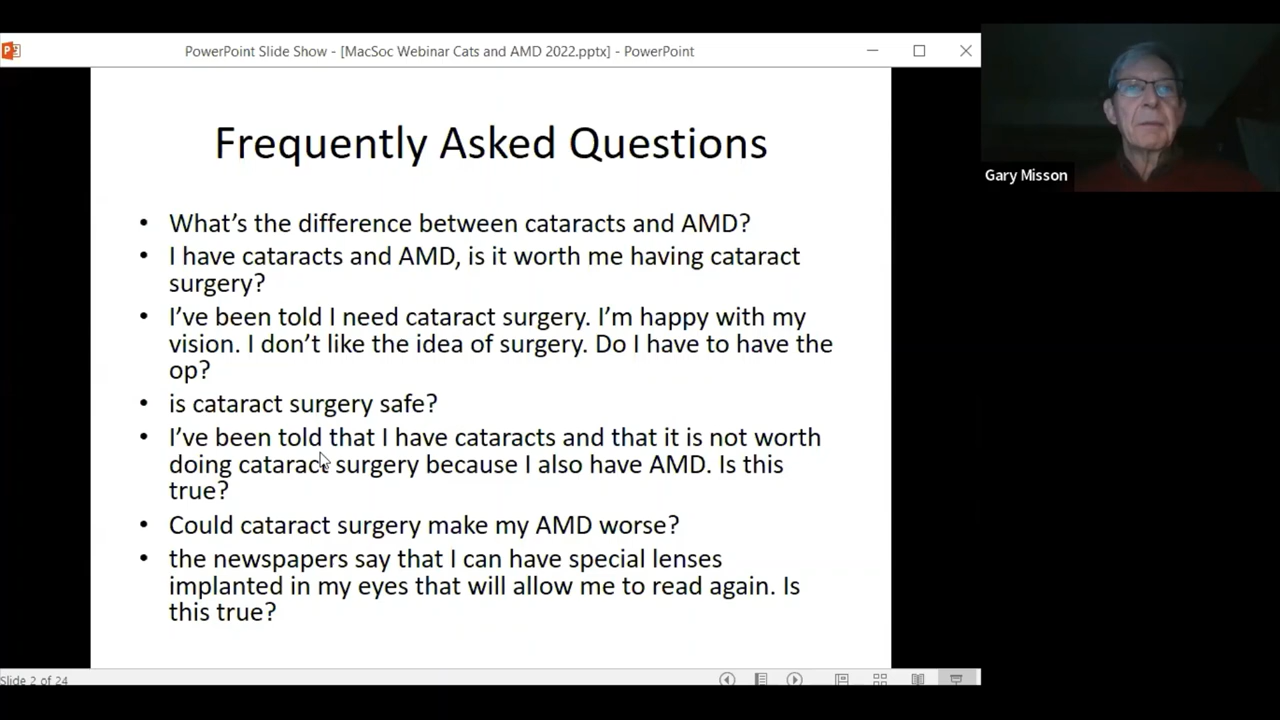 PowerPoint Slide Show - [MacSoc Webinar Cats and AMD 2022.pptx] - PowerPoint
Frequently Asked Questions
• What's the difference between cataracts and AMD?
• I have cataracts and AMD, is it worth me having cataract
surgery?
• I've been told I need cataract surgery. I'm happy with my
vision. I don't like the idea of surgery. Do I have to have the
op?
• is cataract surgery safe?
• I've been told that I have cataracts and that it is not worth
doing cataract surgery because I also have AMD. Is this
true?
• Could cataract surgery make my AMD worse?
• the newspapers say that I can have special lenses
implanted in my eyes that will allow me to read again. Is
this true?
Slide 2 of 24
Gary Misson